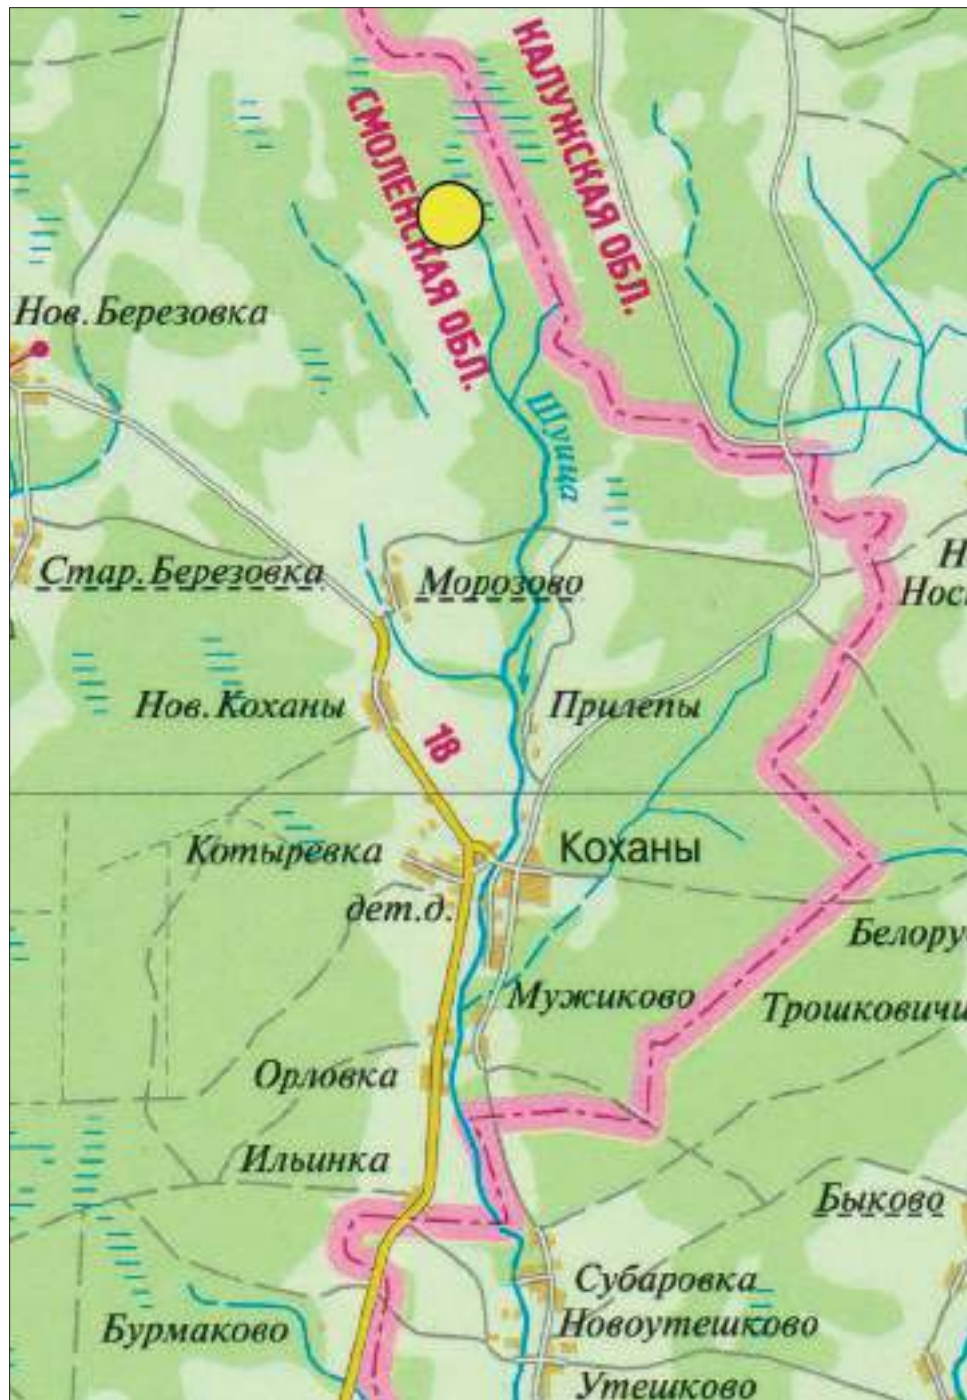 КАЛУЖСКАЯ ОБЛ.
СМОЛЕНСКАЯ ОБЛ.
Нов. Березовка
Шуица
Стар. Березовка
Морозово
Нов. Коханы
18
Прилепы
Котыревка
Коханы
дет.д.
Белору
Мужиково
Трошковичи
Орловка
Ильинка
Быково
Субаровка
Новоутешково
Бурмаково
Утешково